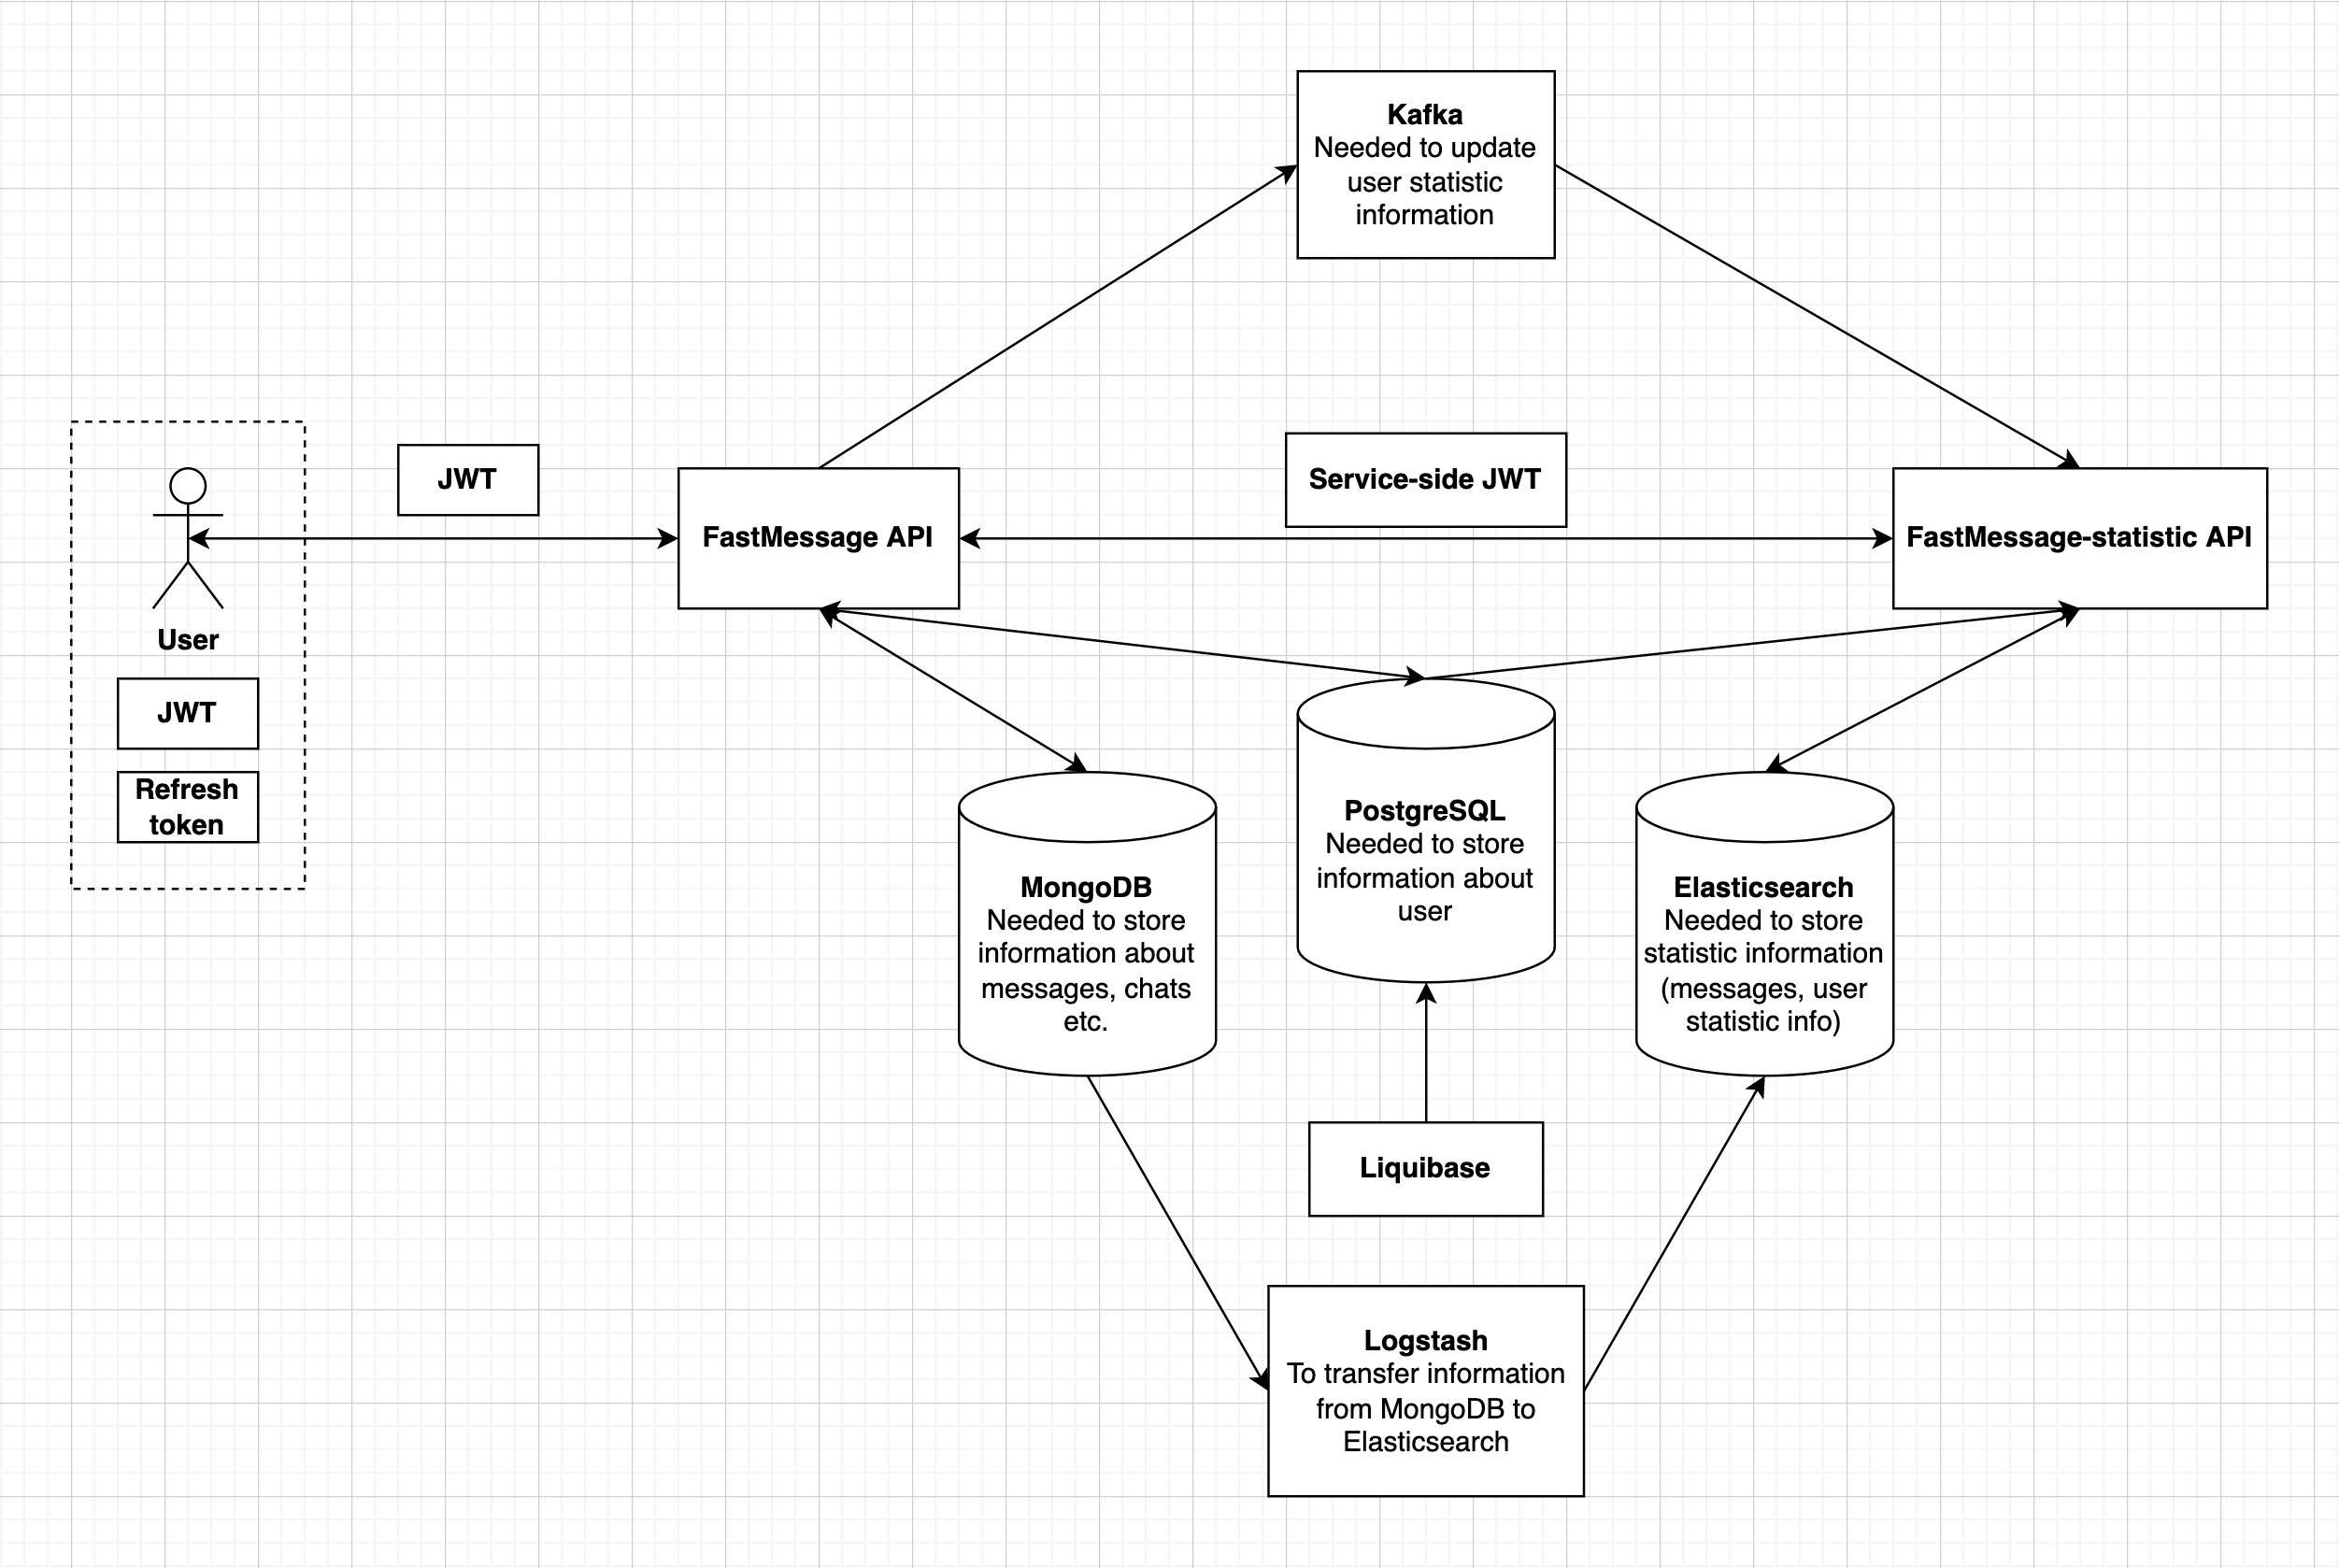 Kafka
Needed to update
user statistic
information
JWT
Service-side JWT
FastMessage API
FastMessage-statistic API
User
JWT
Refresh
token
PostgreSQL
Needed to store
information about
user
MongoDB
Needed to store
information about
messages, chats
etc.
Elasticsearch
Needed to store
statistic information
(messages, user
statistic info)
Liquibase
Logstash
To transfer information
from MongoDB to
Elasticsearch